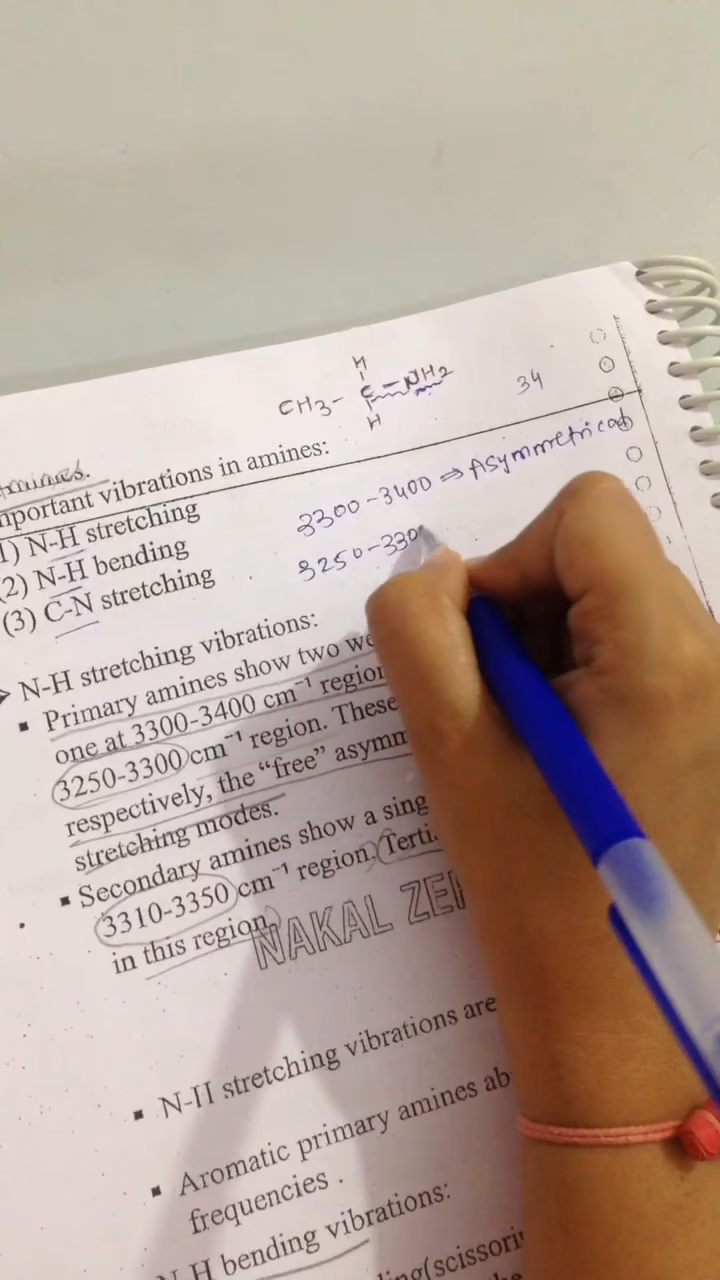 H
CH3-C-NH2
H
34
important vibrations in amines:
3300-3400 ⇒ Asymmetrical
1) N-H stretching
3250-330
(2) N-H bending
(3) C-N stretching
➤ N-H stretching vibrations:
▪ Primary amines show two
one at 3300-3400 cm⁻¹ region
3250-3300 cm⁻¹ region. These
respectively, the “free” asymm
stretching modes.
▪ Secondary amines show a sing
3310-3350 cm⁻¹ region. Terti
in this region.
NAKAL
▪ N-H stretching vibrations are
▪ Aromatic primary amines ab
frequencies .
N-H bending vibrations:
ding(scissori